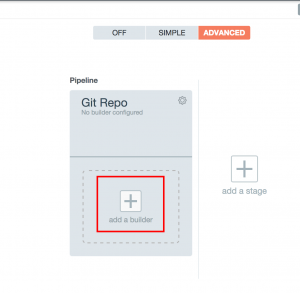 OFF SIMPLE ADVANCED
Pipeline
Git Repo
No builder configured
add a builder
add a stage